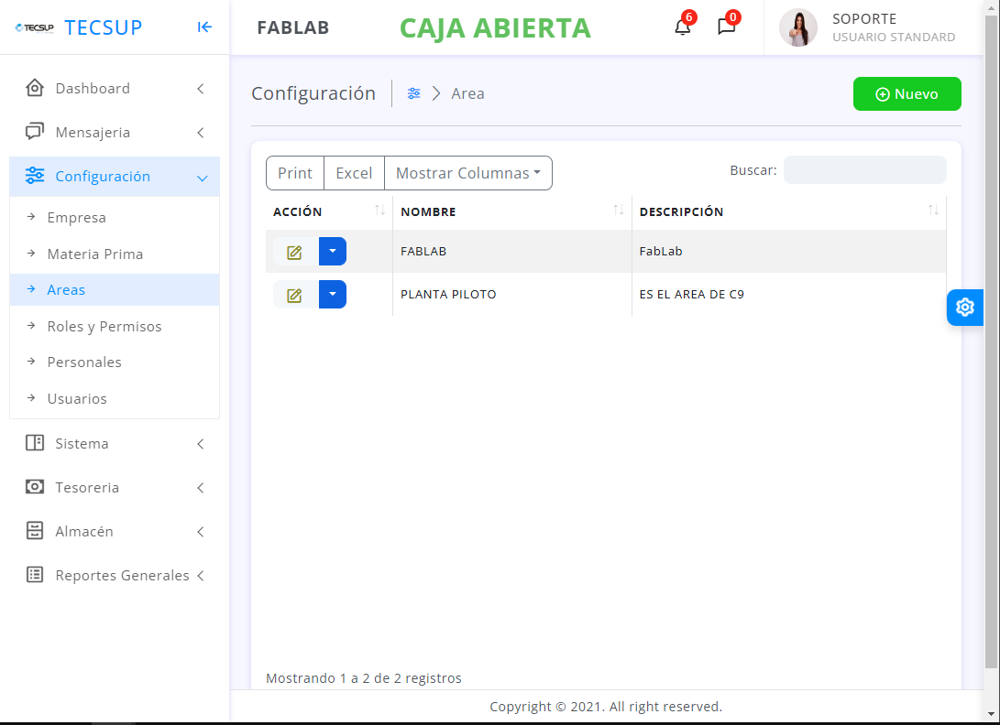 TECSUP TECSUP
FABLAB
CAJA ABIERTA
6
0
SOPORTE
USUARIO STANDARD
Dashboard
Mensajeria
Configuración
Empresa
Materia Prima
Areas
Roles y Permisos
Personales
Usuarios
Sistema
Tesoreria
Almacén
Reportes Generales
Configuración
Area
Nuevo
Print Excel Mostrar Columnas
Buscar:
ACCIÓN NOMBRE DESCRIPCIÓN
FABLAB FabLab
PLANTA PILOTO ES EL AREA DE C9
Mostrando 1 a 2 de 2 registros
Copyright © 2021. All right reserved.